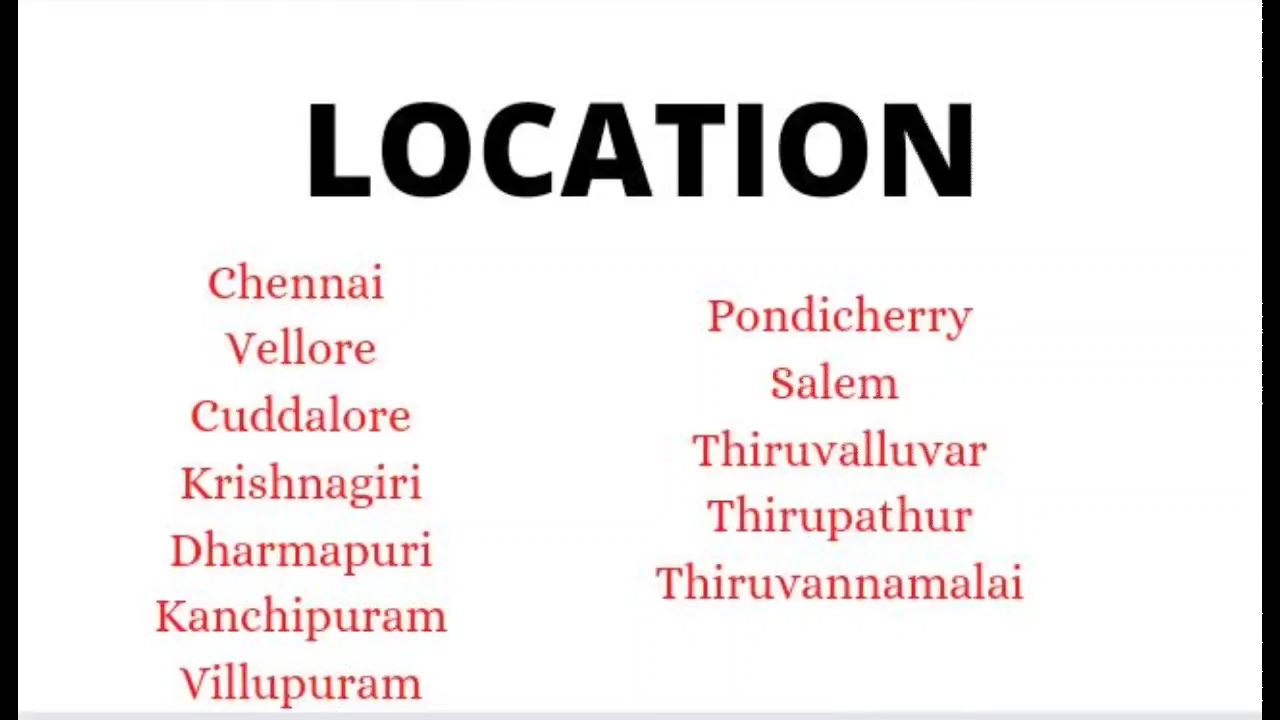 LOCATION
Chennai
Vellore
Cuddalore
Krishnagiri
Dharmapuri
Kanchipuram
Villupuram
Pondicherry
Salem
Thiruvalluvar
Thirupathur
Thiruvannamalai